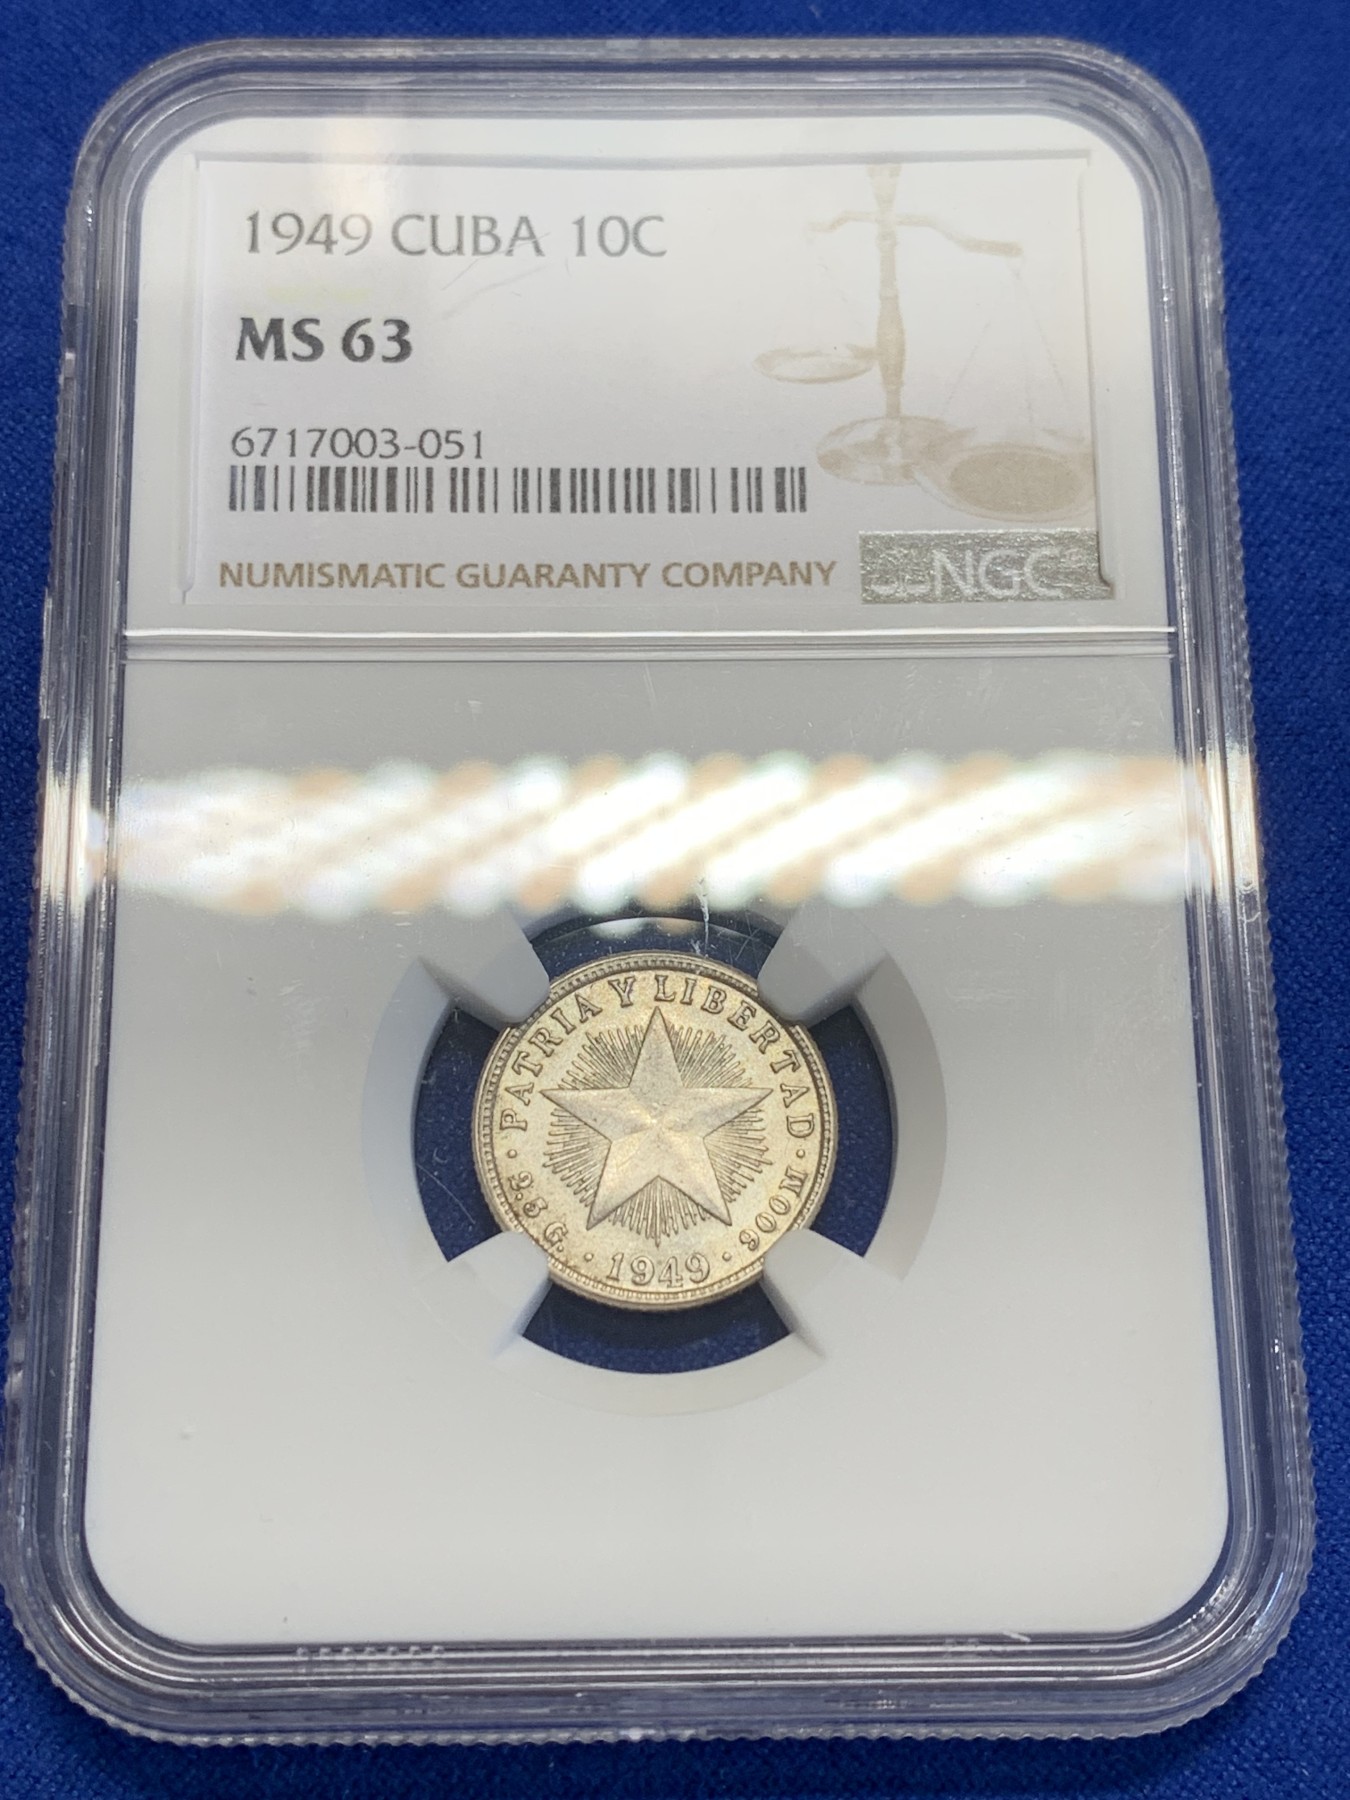 1949 CUBA 10C
MS 63
6717003-051
NUMISMATIC GUARANTY COMPANY
NGC
PATRIA Y LIBERTAD
· 2.5 G. · 1949 · 900M ·